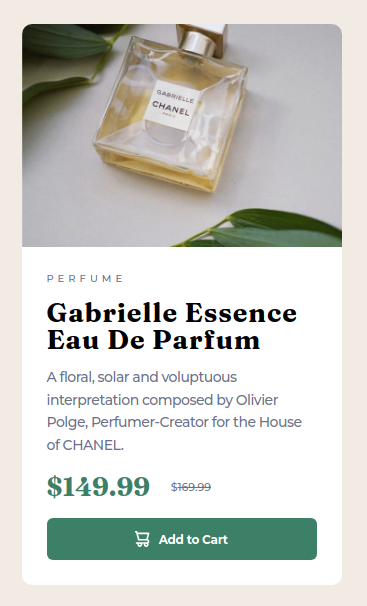 GABRIELLE
CHANEL
PARIS
PERFUME
Gabrielle Essence
Eau De Parfum
A floral, solar and voluptuous
interpretation composed by Olivier
Polge, Perfumer-Creator for the House
of CHANEL.
$149.99 $169.99
Add to Cart